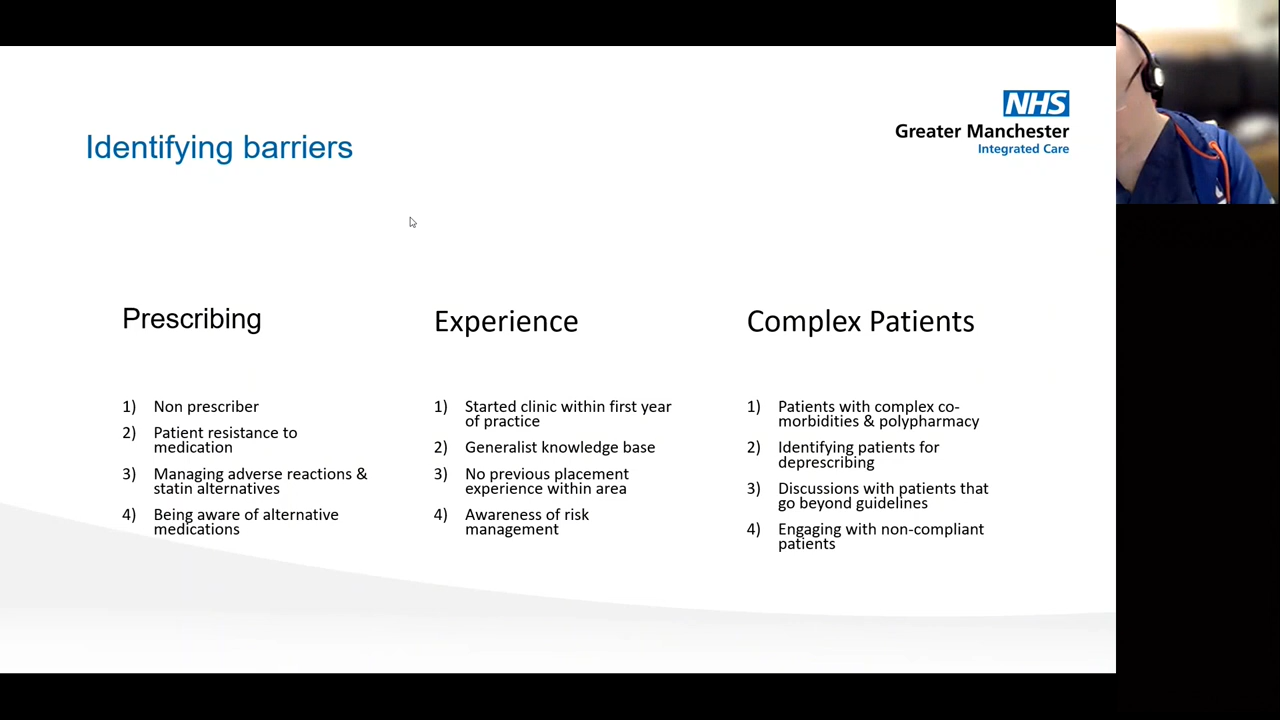 Identifying barriers
NHS
Greater Manchester
Integrated Care
Prescribing
1) Non prescriber
2) Patient resistance to
medication
3) Managing adverse reactions &
statin alternatives
4) Being aware of alternative
medications
Experience
1) Started clinic within first year
of practice
2) Generalist knowledge base
3) No previous placement
experience within area
4) Awareness of risk
management
Complex Patients
1) Patients with complex co-
morbidities & polypharmacy
2) Identifying patients for
deprescribing
3) Discussions with patients that
go beyond guidelines
4) Engaging with non-compliant
patients